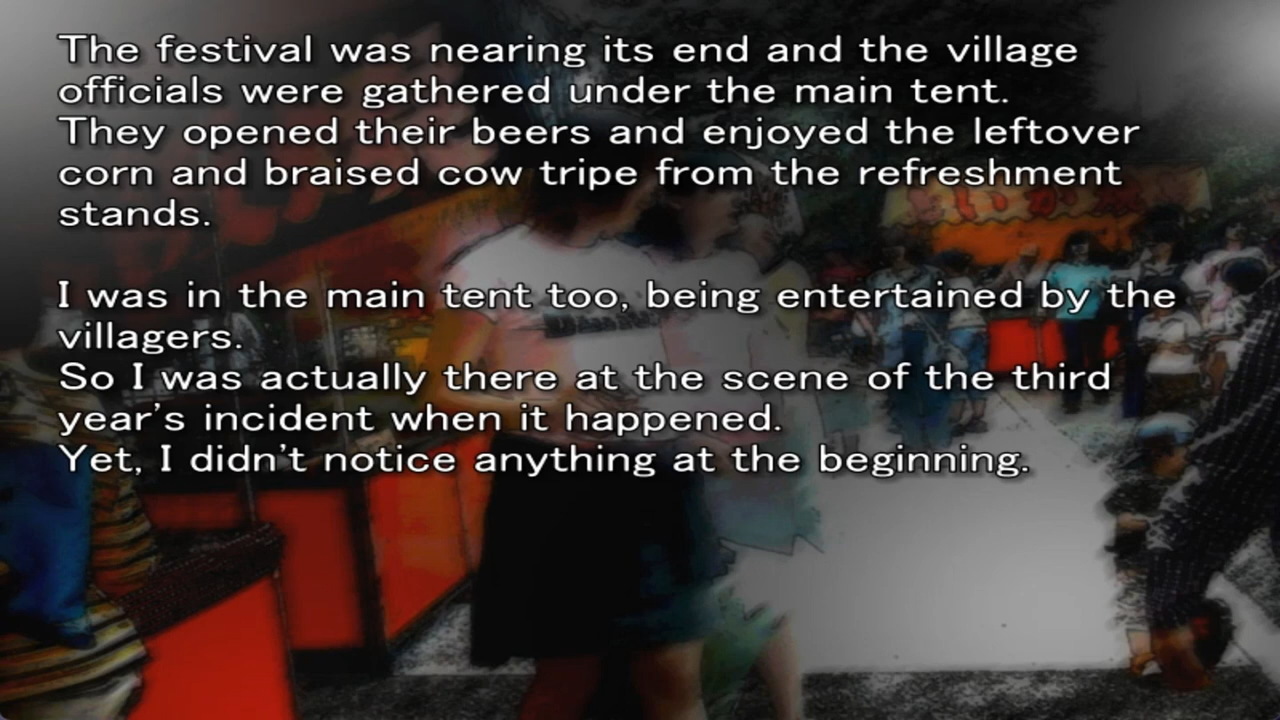 The festival was nearing its end and the village
officials were gathered under the main tent.
They opened their beers and enjoyed the leftover
corn and braised cow tripe from the refreshment
stands.
I was in the main tent too, being entertained by the
villagers.
So I was actually there at the scene of the third
year's incident when it happened.
Yet, I didn't notice anything at the beginning.